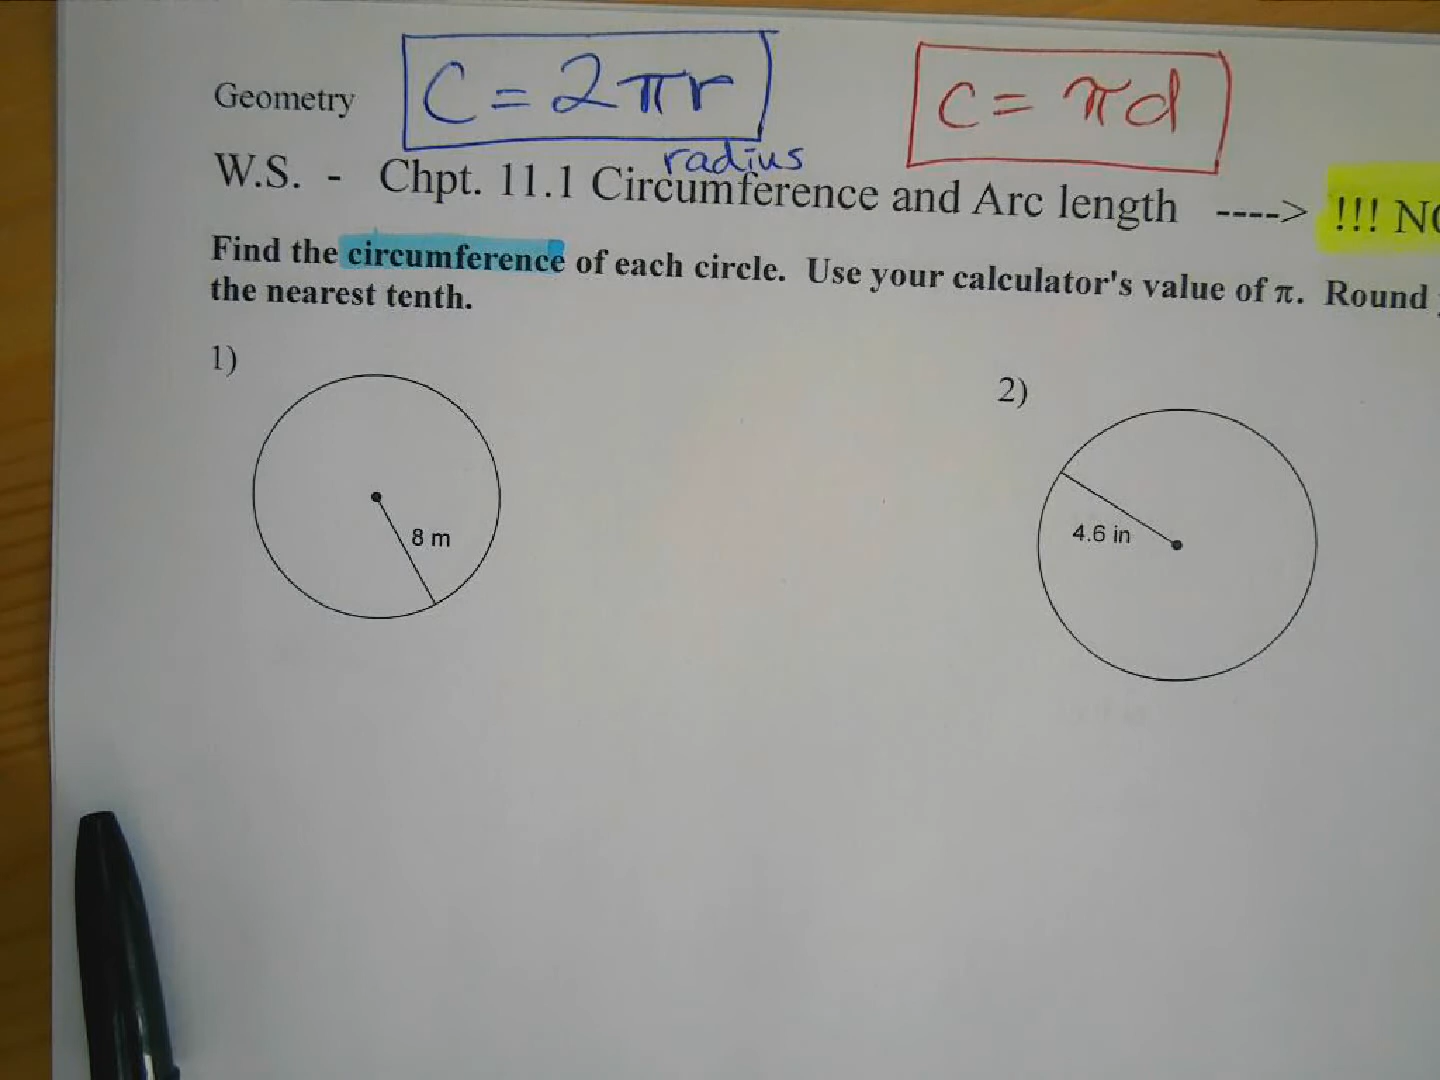 Geometry
C = 2πr
C = πd
radius
W.S. - Chpt. 11.1 Circumference and Arc length ----> !!!
Find the circumference of each circle. Use your calculator's value of π. Round
the nearest tenth.
1)
2)
8 m
4.6 in